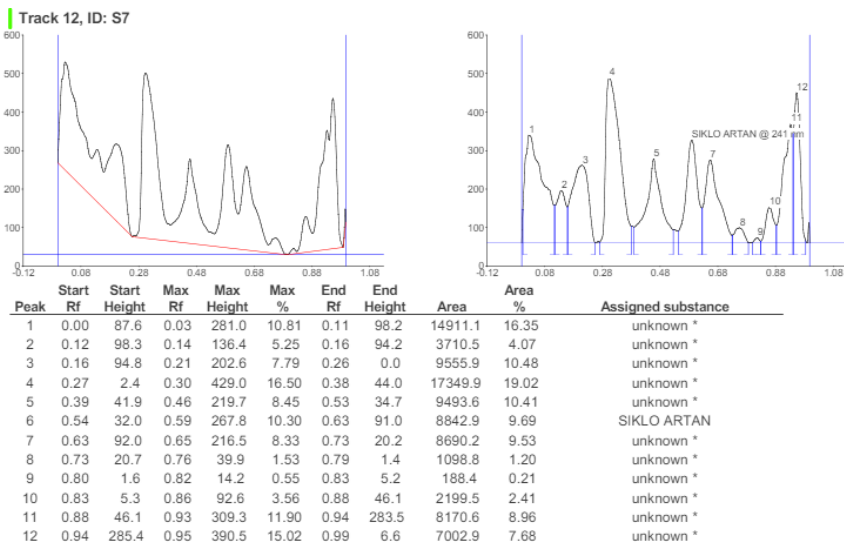 Track 12, ID: S7
600
500
400
300
200
100
0
-0.12 0.08 0.28 0.48 0.68 0.88 1.08
600
500
400
300
200
100
0
-0.12 0.08 0.28 0.48 0.68 0.88 1.08
1 2 3 4 5 7 8 9 10 11 12
SIKLO ARTAN @ 241 nm
Start Start Max Max Max End End Area
Peak Rf Height Rf Height % Rf Height Area % Assigned substance
1 0.00 87.6 0.03 281.0 10.81 0.11 98.2 14911.1 16.35 unknown *
2 0.12 98.3 0.14 136.4 5.25 0.16 94.2 3710.5 4.07 unknown *
3 0.16 94.8 0.21 202.6 7.79 0.26 0.0 9555.9 10.48 unknown *
4 0.27 2.4 0.30 429.0 16.50 0.38 44.0 17349.9 19.02 unknown *
5 0.39 41.9 0.46 219.7 8.45 0.53 34.7 9493.6 10.41 unknown *
6 0.54 32.0 0.59 267.8 10.30 0.63 91.0 8842.9 9.69 SIKLO ARTAN
7 0.63 92.0 0.65 216.5 8.33 0.73 20.2 8690.2 9.53 unknown *
8 0.73 20.7 0.76 39.9 1.53 0.79 1.4 1098.8 1.20 unknown *
9 0.80 1.6 0.82 14.2 0.55 0.83 5.2 188.4 0.21 unknown *
10 0.83 5.3 0.86 92.6 3.56 0.88 46.1 2199.5 2.41 unknown *
11 0.88 46.1 0.93 309.3 11.90 0.94 283.5 8170.6 8.96 unknown *
12 0.94 285.4 0.95 390.5 15.02 0.99 6.6 7002.9 7.68 unknown *